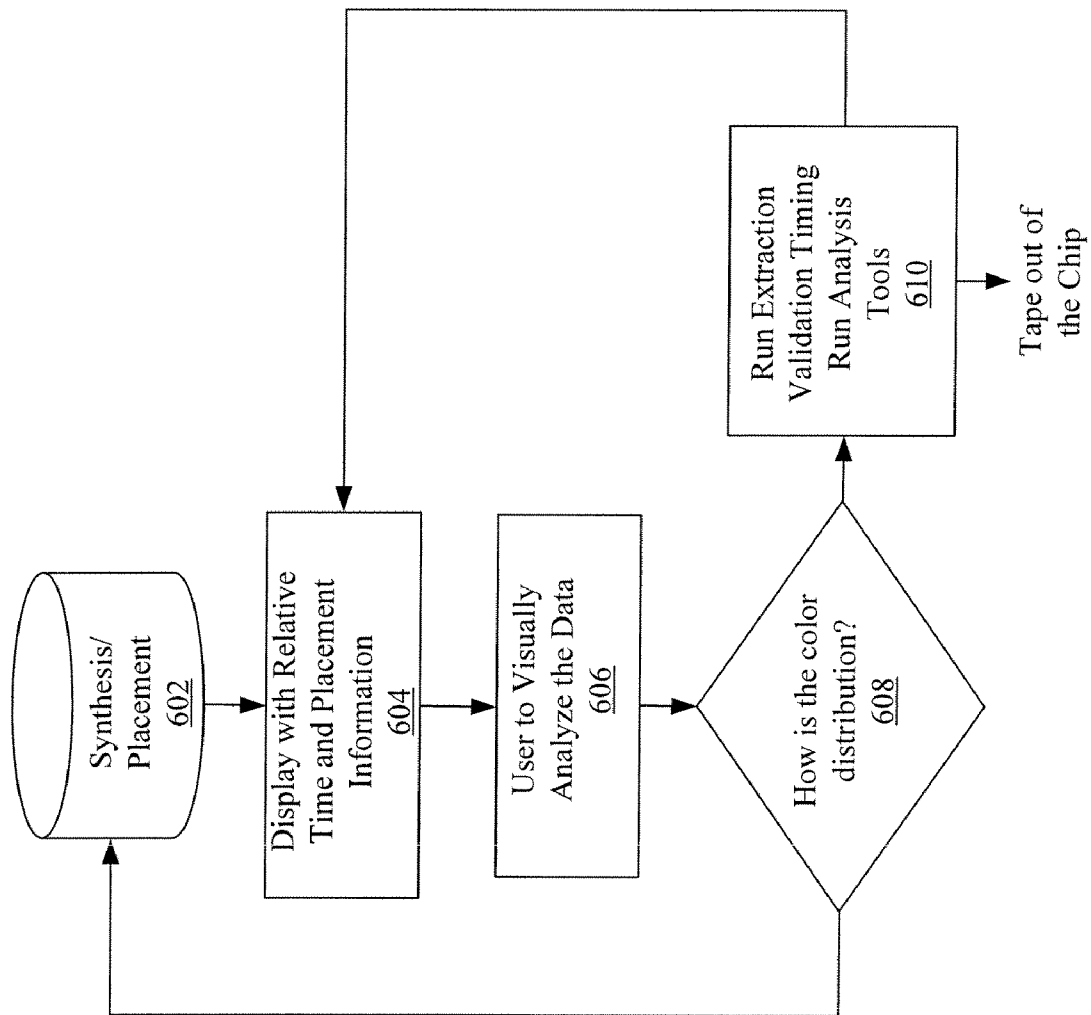 Synthesis/
Placement
602
Display with Relative
Time and Placement
Information
604
User to Visually
Analyze the Data
606
How is the color
distribution?
608
Run Extraction
Validation Timing
Run Analysis
Tools
610
Tape out of
the Chip